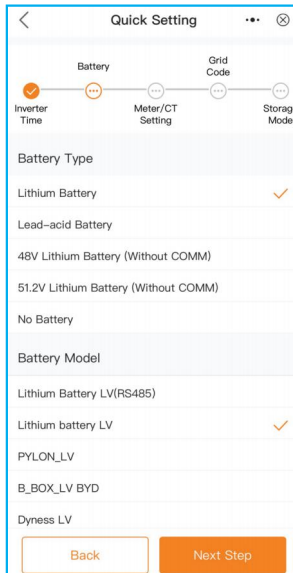 Quick Setting
Battery
Grid
Code
Inverter
Time
Meter/CT
Setting
Storag
Mode
Battery Type
Lithium Battery
Lead-acid Battery
48V Lithium Battery (Without COMM)
51.2V Lithium Battery (Without COMM)
No Battery
Battery Model
Lithium Battery LV(RS485)
Lithium battery LV
PYLON_LV
B_BOX_LV BYD
Dyness LV
Back
Next Step